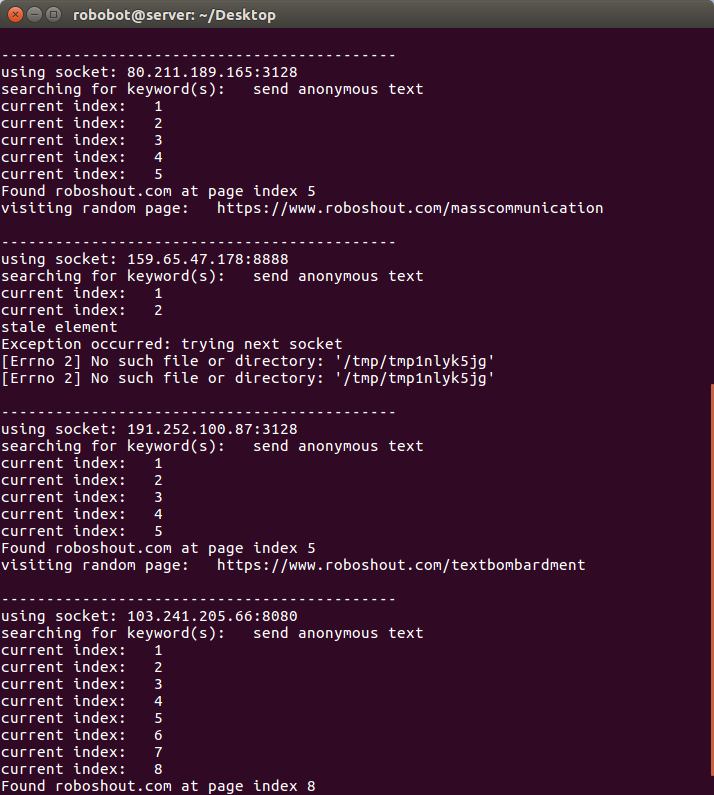 robobot@server: ~/Desktop
--------------------------------------------
using socket: 80.211.189.165:3128
searching for keyword(s):   send anonymous text
current index:   1
current index:   2
current index:   3
current index:   4
current index:   5
Found roboshout.com at page index 5
visiting random page:   https://www.roboshout.com/masscommunication
--------------------------------------------
using socket: 159.65.47.178:8888
searching for keyword(s):   send anonymous text
current index:   1
current index:   2
stale element
Exception occurred: trying next socket
[Errno 2] No such file or directory: '/tmp/tmp1nlyk5jg'
[Errno 2] No such file or directory: '/tmp/tmp1nlyk5jg'
--------------------------------------------
using socket: 191.252.100.87:3128
searching for keyword(s):   send anonymous text
current index:   1
current index:   2
current index:   3
current index:   4
current index:   5
Found roboshout.com at page index 5
visiting random page:   https://www.roboshout.com/textbombardment
--------------------------------------------
using socket: 103.241.205.66:8080
searching for keyword(s):   send anonymous text
current index:   1
current index:   2
current index:   3
current index:   4
current index:   5
current index:   6
current index:   7
current index:   8
Found roboshout.com at page index 8